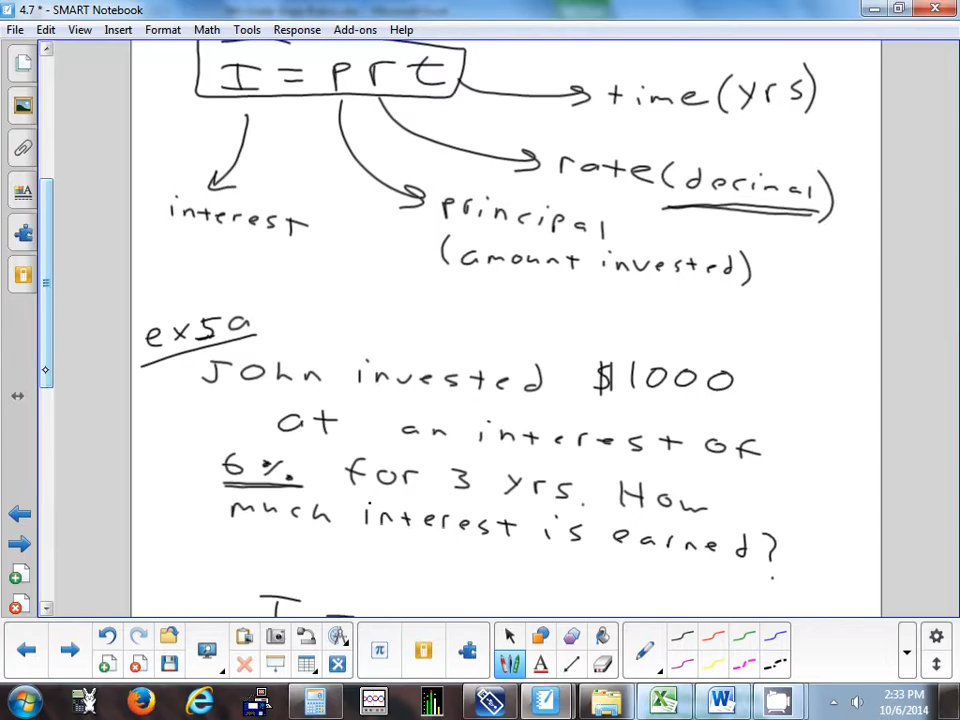 4.7 * - SMART Notebook
File Edit View Insert Format Math Tools Response Add-ons Help
I = prt
time (yrs)
rate (decimal)
interest
principal
(amount invested)
ex 5a
John invested $1000
at an interest of
6% for 3 yrs. How
much interest is earned?
I =
2:33 PM
10/6/2014